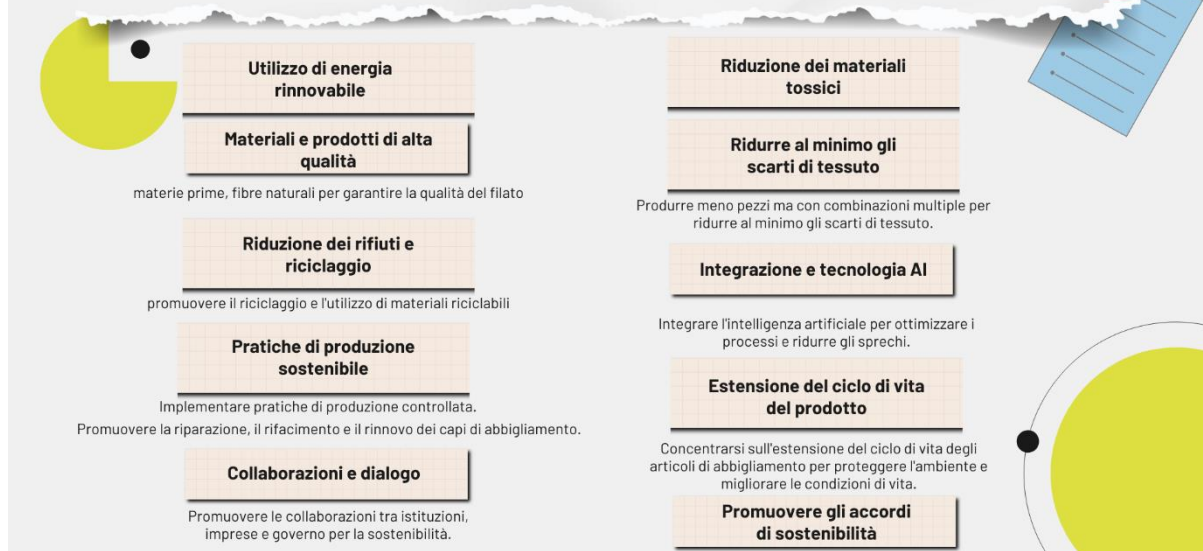 Utilizzo di energia
rinnovabile
Materiali e prodotti di alta
qualità
materie prime, fibre naturali per garantire la qualità del filato
Riduzione dei rifiuti e
riciclaggio
promuovere il riciclaggio e l'utilizzo di materiali riciclabili
Pratiche di produzione
sostenibile
Implementare pratiche di produzione controllata.
Promuovere la riparazione, il rifacimento e il rinnovo dei capi di abbigliamento.
Collaborazioni e dialogo
Promuovere le collaborazioni tra istituzioni,
imprese e governo per la sostenibilità.
Riduzione dei materiali
tossici
Ridurre al minimo gli
scarti di tessuto
Produrre meno pezzi ma con combinazioni multiple per
ridurre al minimo gli scarti di tessuto.
Integrazione e tecnologia AI
Integrare l'intelligenza artificiale per ottimizzare i
processi e ridurre gli sprechi.
Estensione del ciclo di vita
del prodotto
Concentrarsi sull'estensione del ciclo di vita degli
articoli di abbigliamento per proteggere l'ambiente e
migliorare le condizioni di vita.
Promuovere gli accordi
di sostenibilità